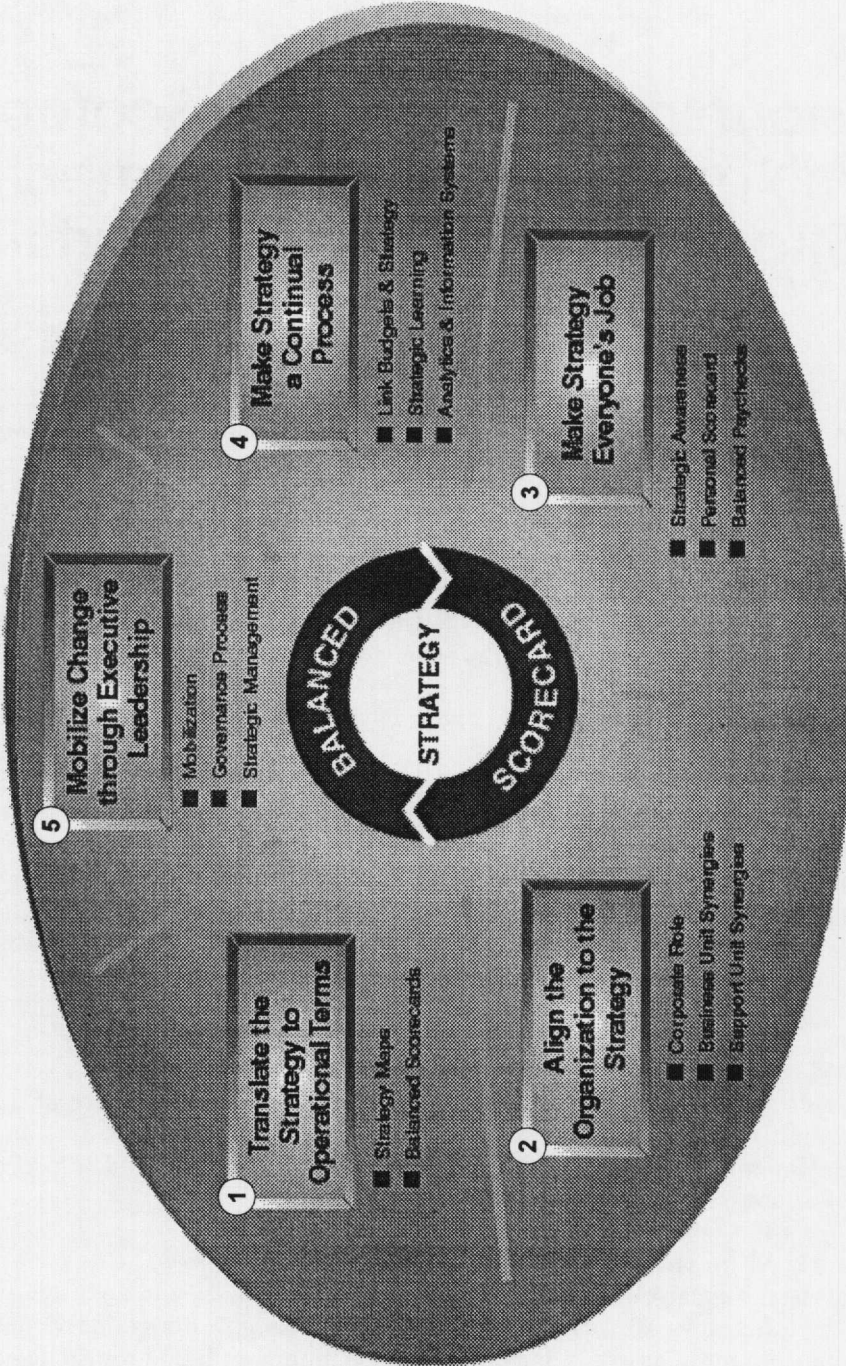 5
Mobilize Change
through Executive
Leadership
Mobilization
Governance Process
Strategic Management
1
Translate the
Strategy to
Operational Terms
Strategy Maps
Balanced Scorecards
BALANCED
STRATEGY
SCORECARD
4
Make Strategy
a Continual
Process
Link Budgets & Strategy
Strategic Learning
Analytics & Information Systems
2
Align the
Organization to the
Strategy
Corporate Role
Business Unit Synergies
Support Unit Synergies
3
Make Strategy
Everyone's Job
Strategic Awareness
Personal Scorecard
Balanced Paychecks